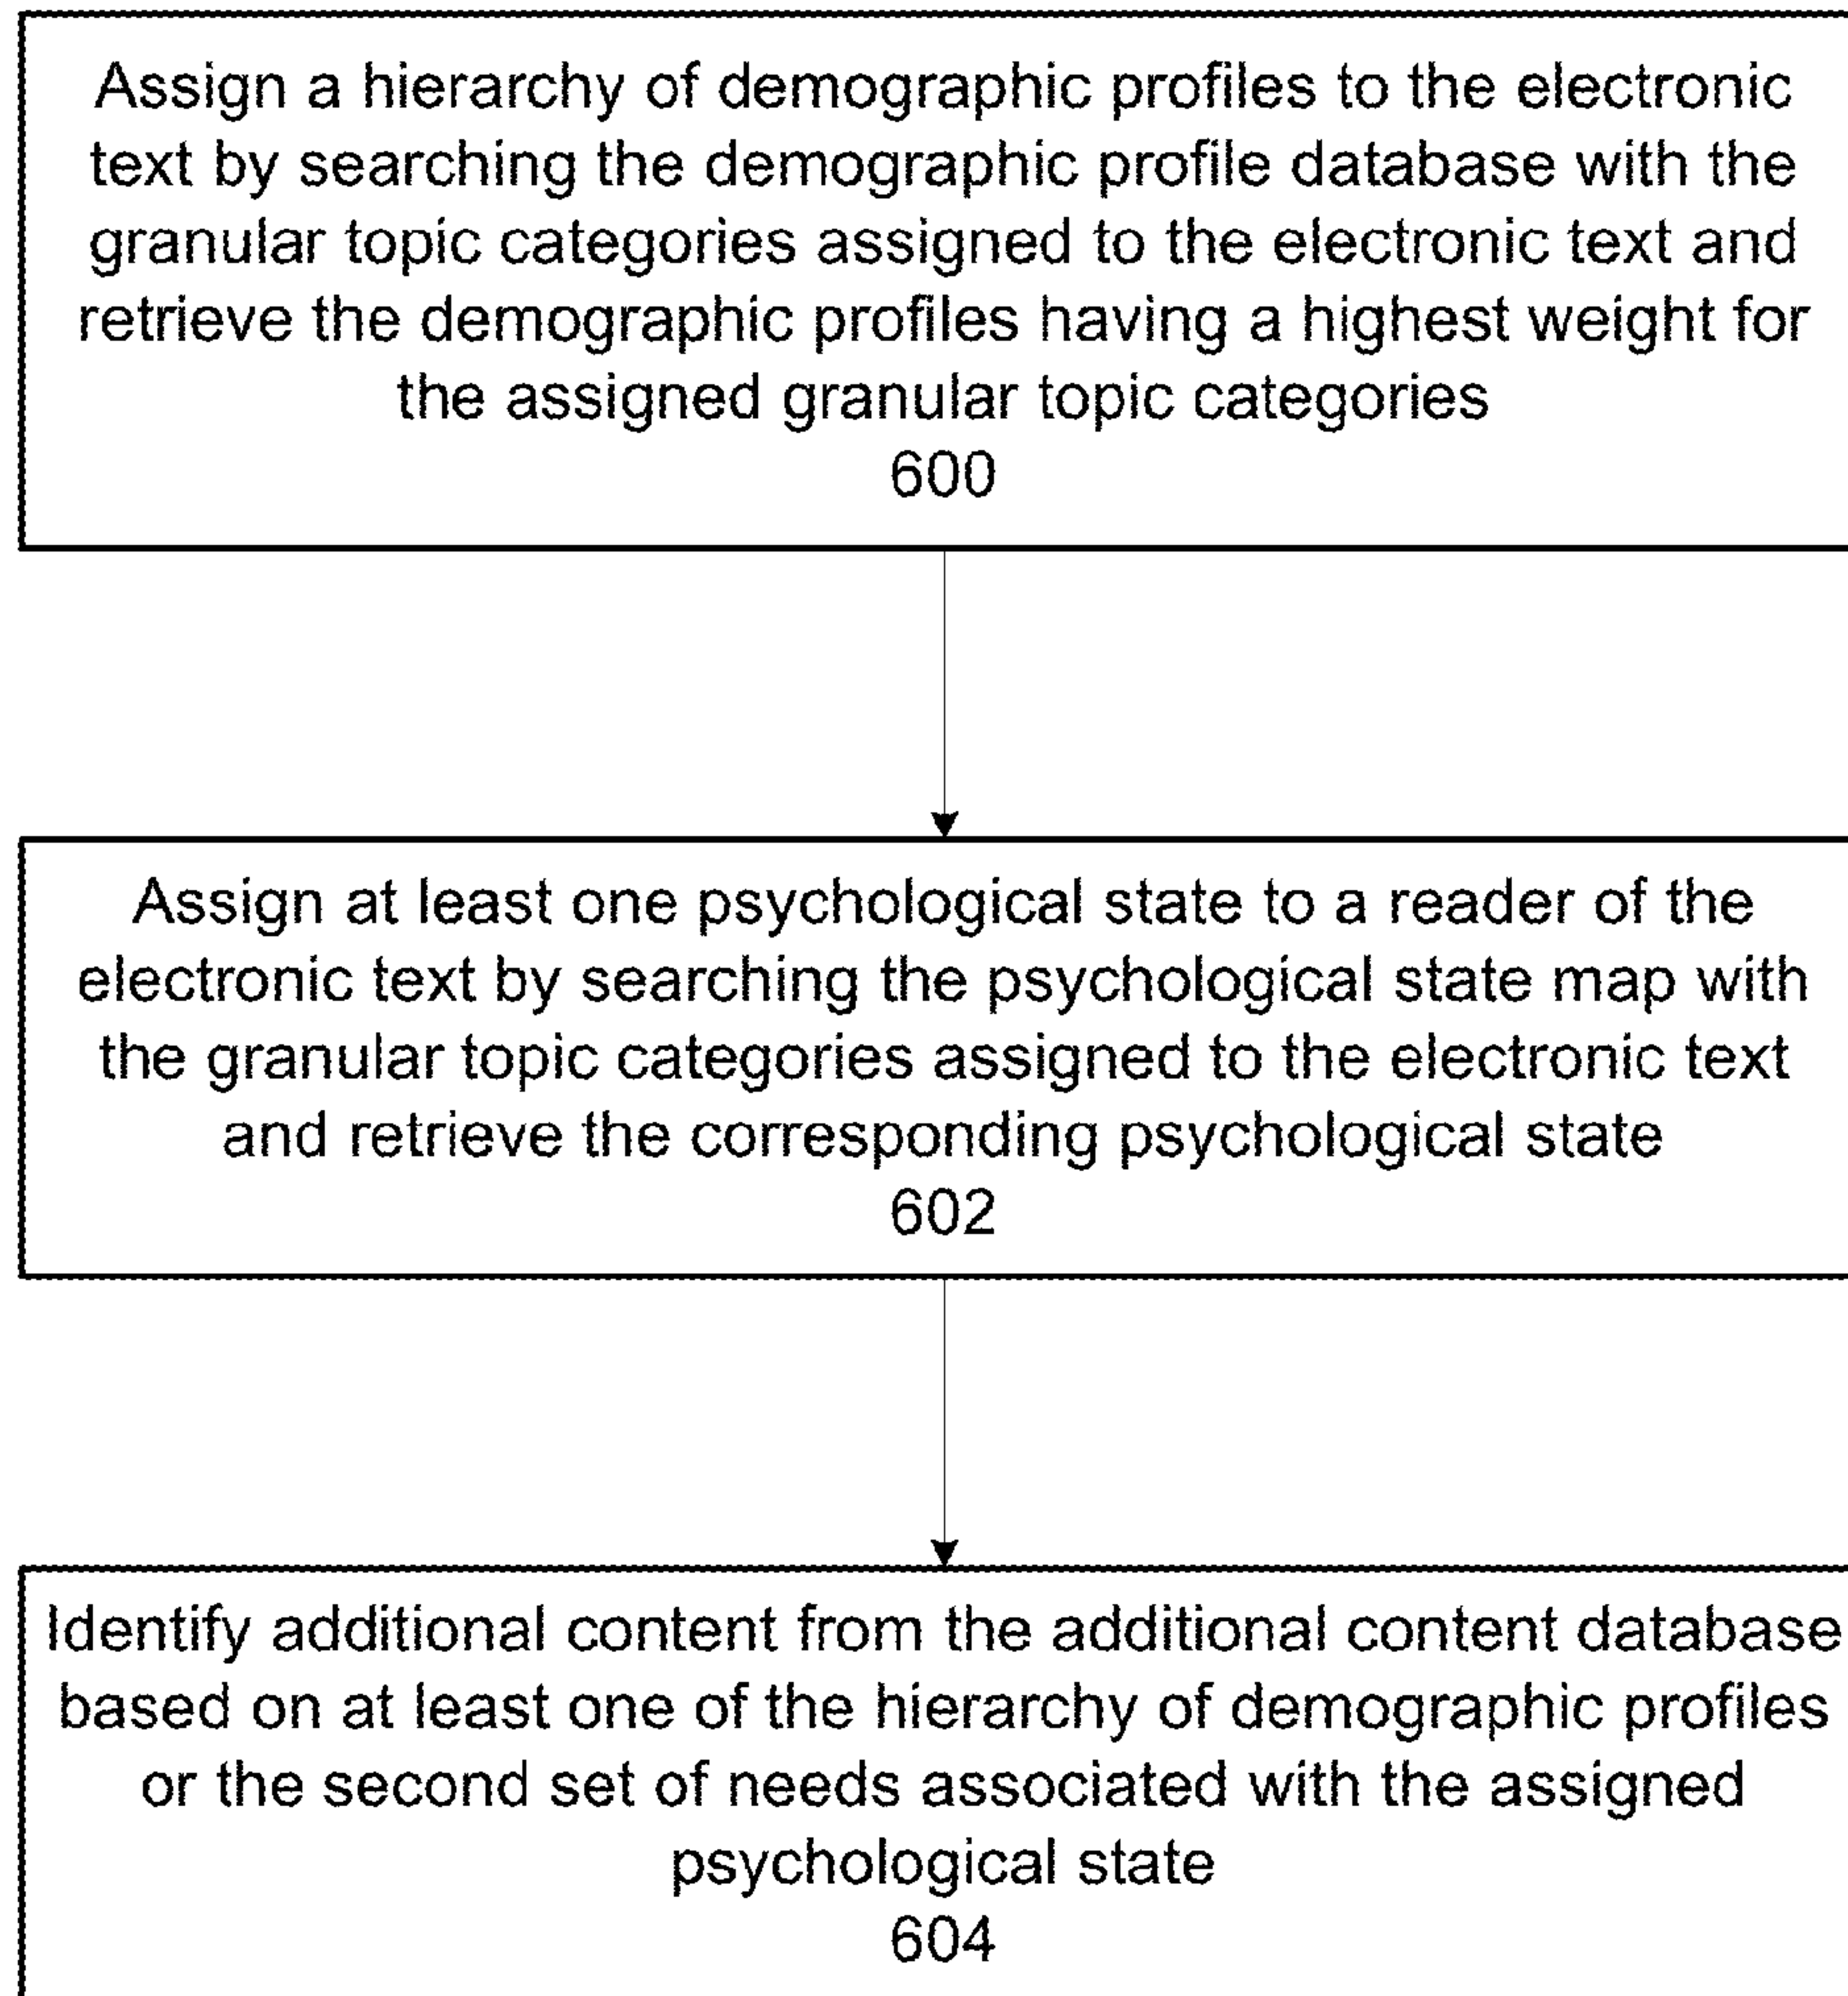 Assign a hierarchy of demographic profiles to the electronic
text by searching the demographic profile database with the
granular topic categories assigned to the electronic text and
retrieve the demographic profiles having a highest weight for
the assigned granular topic categories
600
Assign at least one psychological state to a reader of the
electronic text by searching the psychological state map with
the granular topic categories assigned to the electronic text
and retrieve the corresponding psychological state
602
Identify additional content from the additional content database
based on at least one of the hierarchy of demographic profiles
or the second set of needs associated with the assigned
psychological state
604